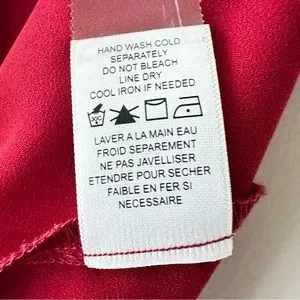 HAND WASH COLD
SEPARATELY
DO NOT BLEACH
LINE DRY
COOL IRON IF NEEDED
30C
LAVER A LA MAIN EAU
FROID SEPAREMENT
NE PAS JAVELLISER
ETENDRE POUR SECHER
FAIBLE EN FER SI
NECESSAIRE